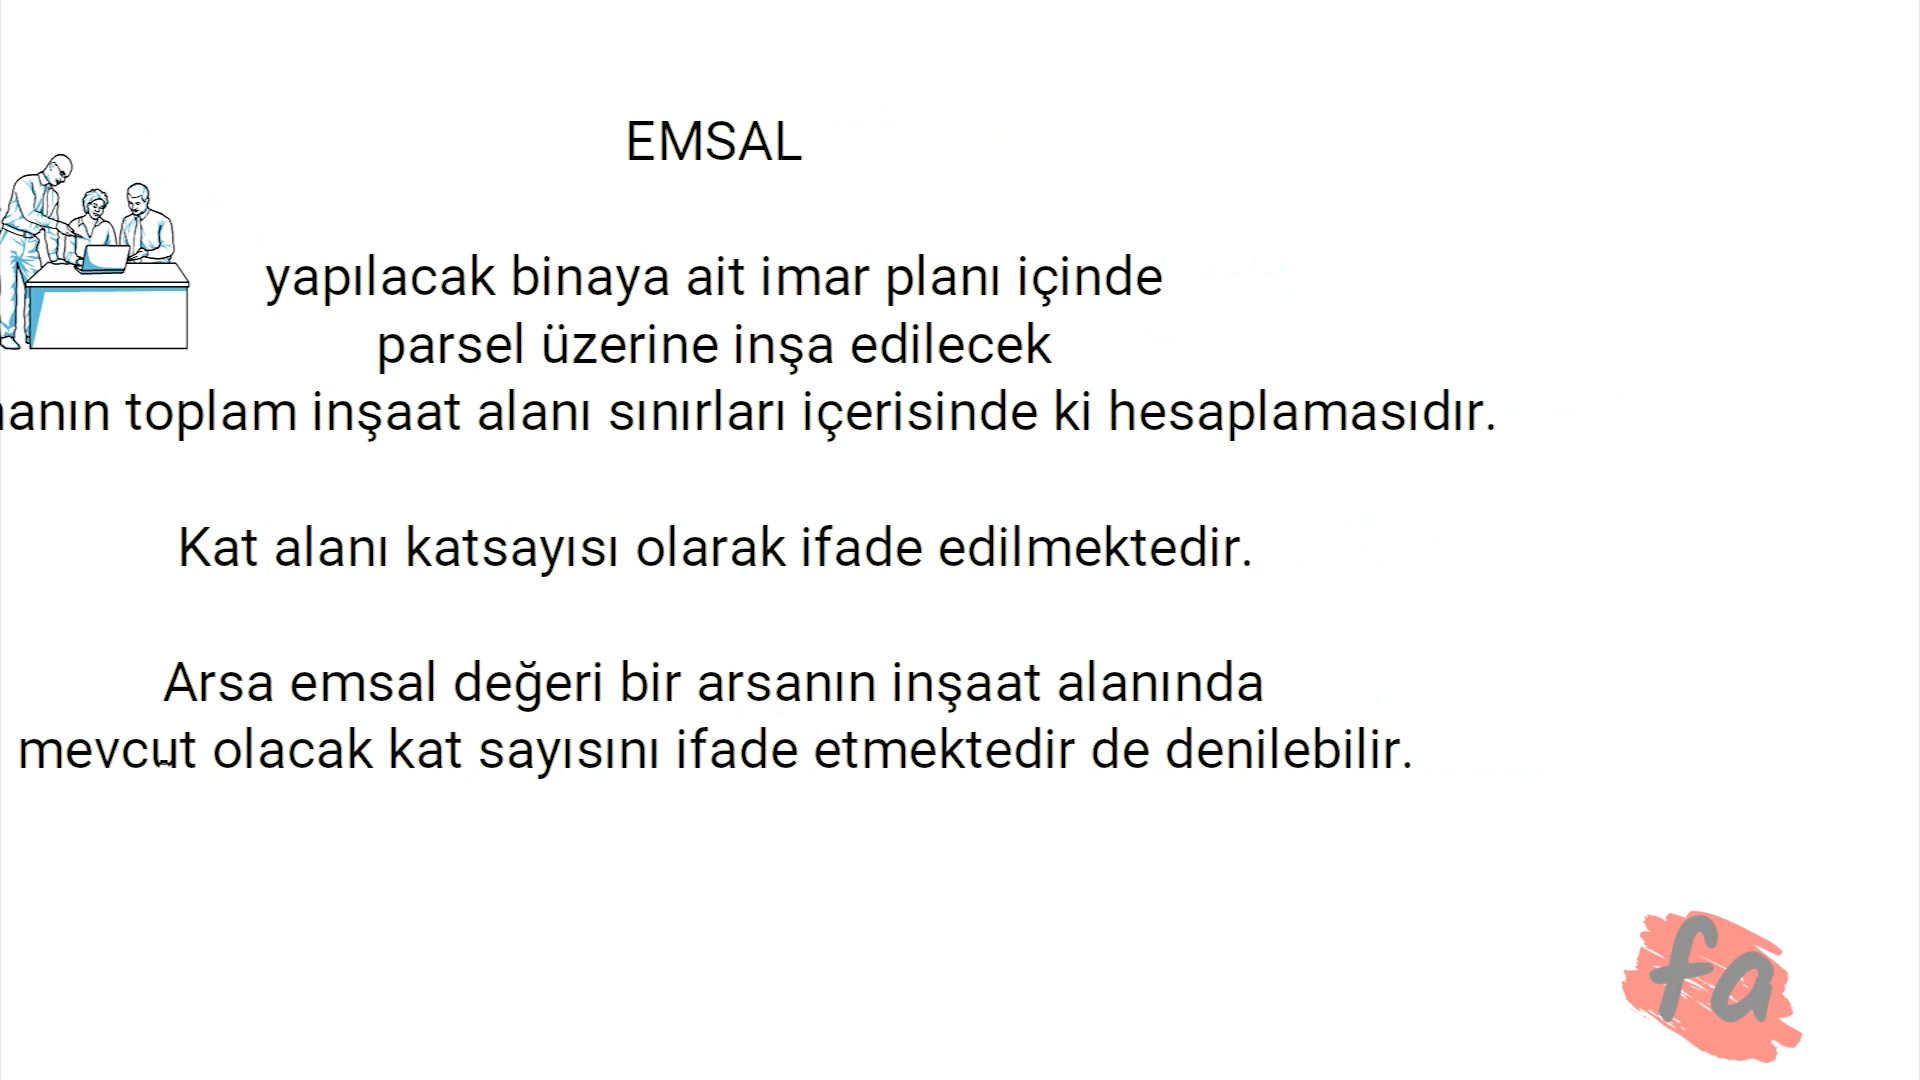 EMSAL
yapılacak binaya ait imar planı içinde
parsel üzerine inşa edilecek
toplam inşaat alanı sınırları içerisinde ki hesaplamasıdır.
Kat alanı katsayısı olarak ifade edilmektedir.
Arsa emsal değeri bir arsanın inşaat alanında
mevcut olacak kat sayısını ifade etmektedir de denilebilir.
fa